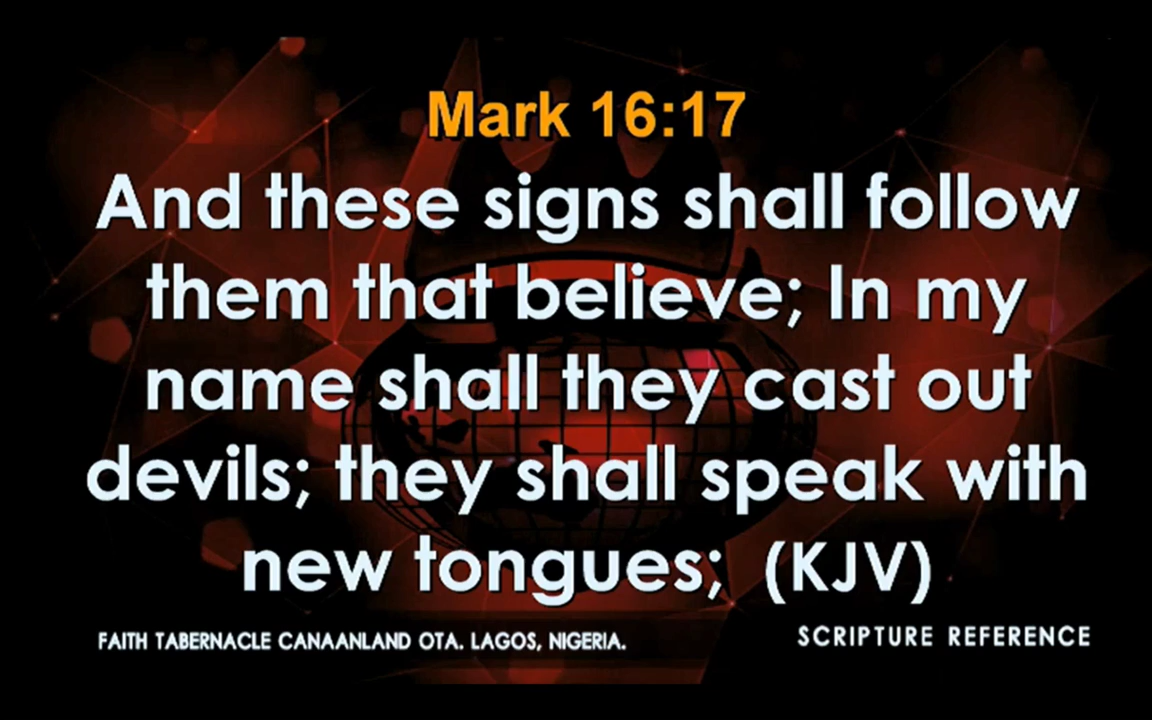 Mark 16:17
And these signs shall follow
them that believe; In my
name shall they cast out
devils; they shall speak with
new tongues; (KJV)
FAITH TABERNACLE CANAANLAND OTA. LAGOS, NIGERIA.
SCRIPTURE REFERENCE